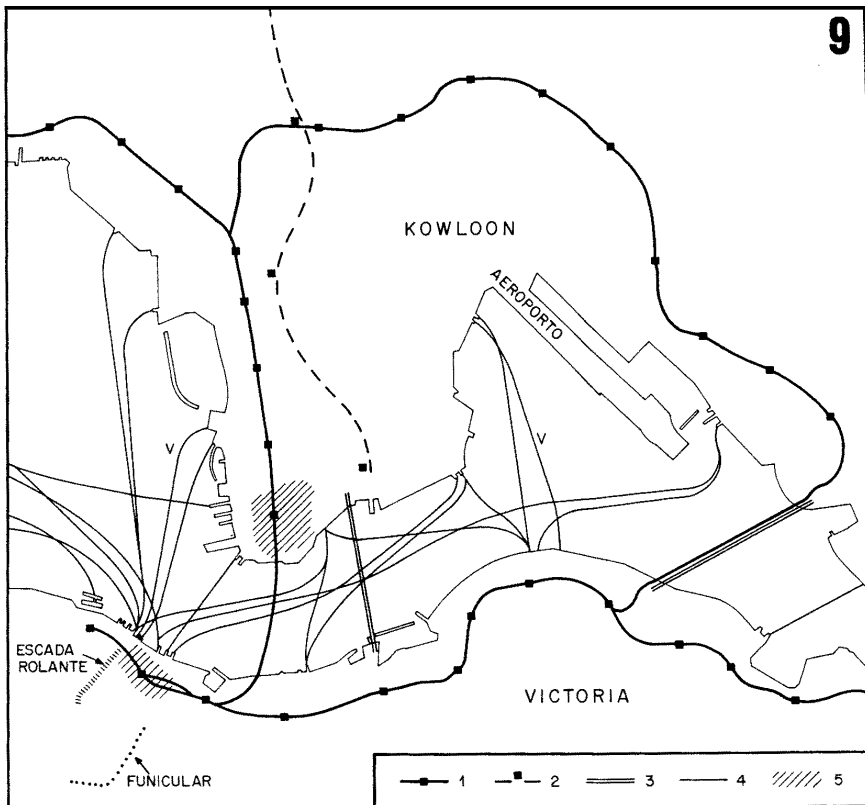 9
KOWLOON
AEROPORTO
V
V
ESCADA
ROLANTE
VICTORIA
FUNICULAR
1
2
3
4
5